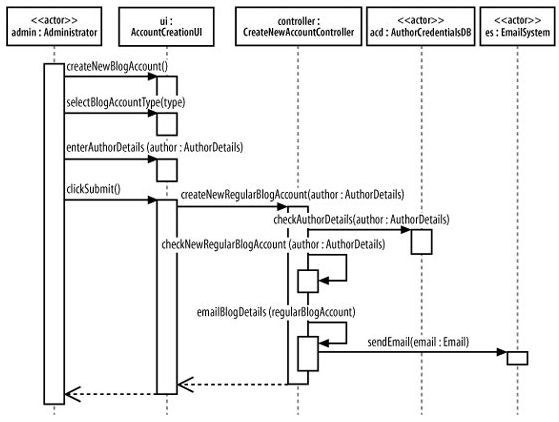 <<actor>>
admin : Administrator
ui :
AccountCreationUI
controller :
CreateNewAccountController
<<actor>>
acd : AuthorCredentialsDB
<<actor>>
es : EmailSystem
createNewBlogAccount()
selectBlogAccountType(type)
enterAuthorDetails (author : AuthorDetails)
clickSubmit()
createNewRegularBlogAccount(author : AuthorDetails)
checkAuthorDetails(author : AuthorDetails)
checkNewRegularBlogAccount (author : AuthorDetails)
emailBlogDetails (regularBlogAccount)
sendEmail(email : Email)